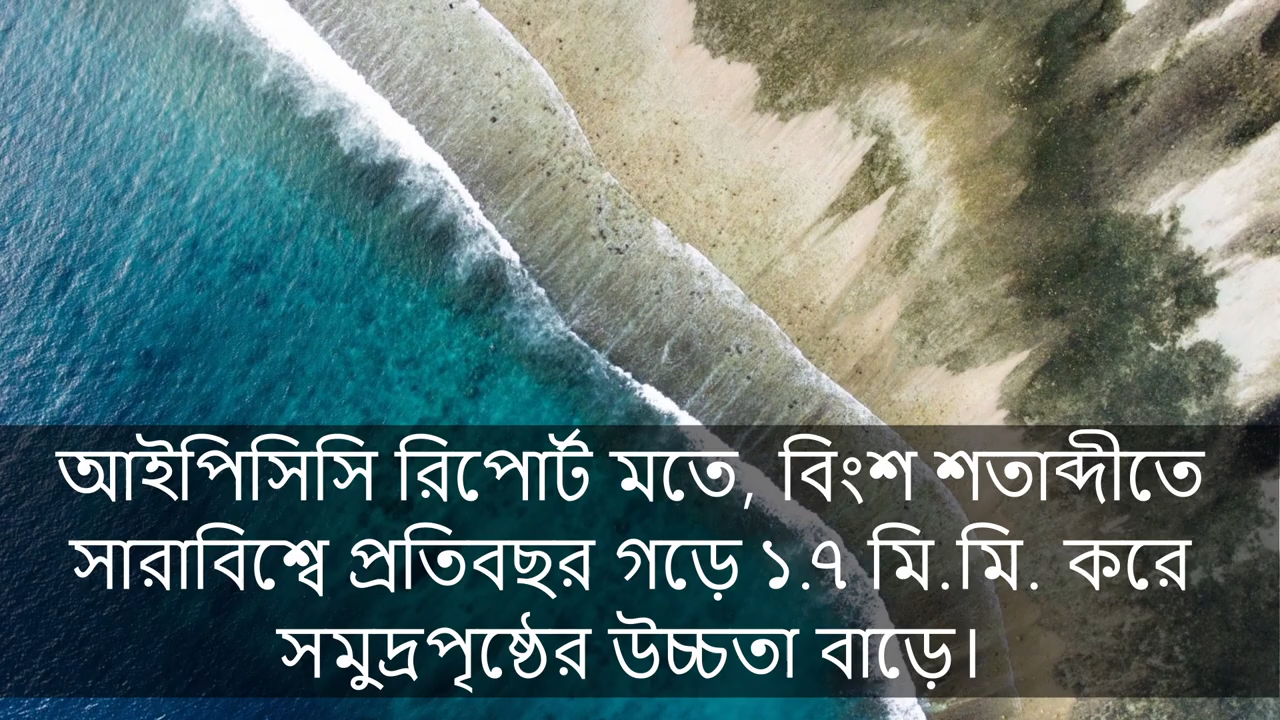 আইপিসিসি রিপোর্ট মতে, বিংশ শতাব্দীতে
সারাবিশ্বে প্রতিবছর গড়ে ১.৭ মি.মি. করে
সমুদ্রপৃষ্ঠের উচ্চতা বাড়ে।